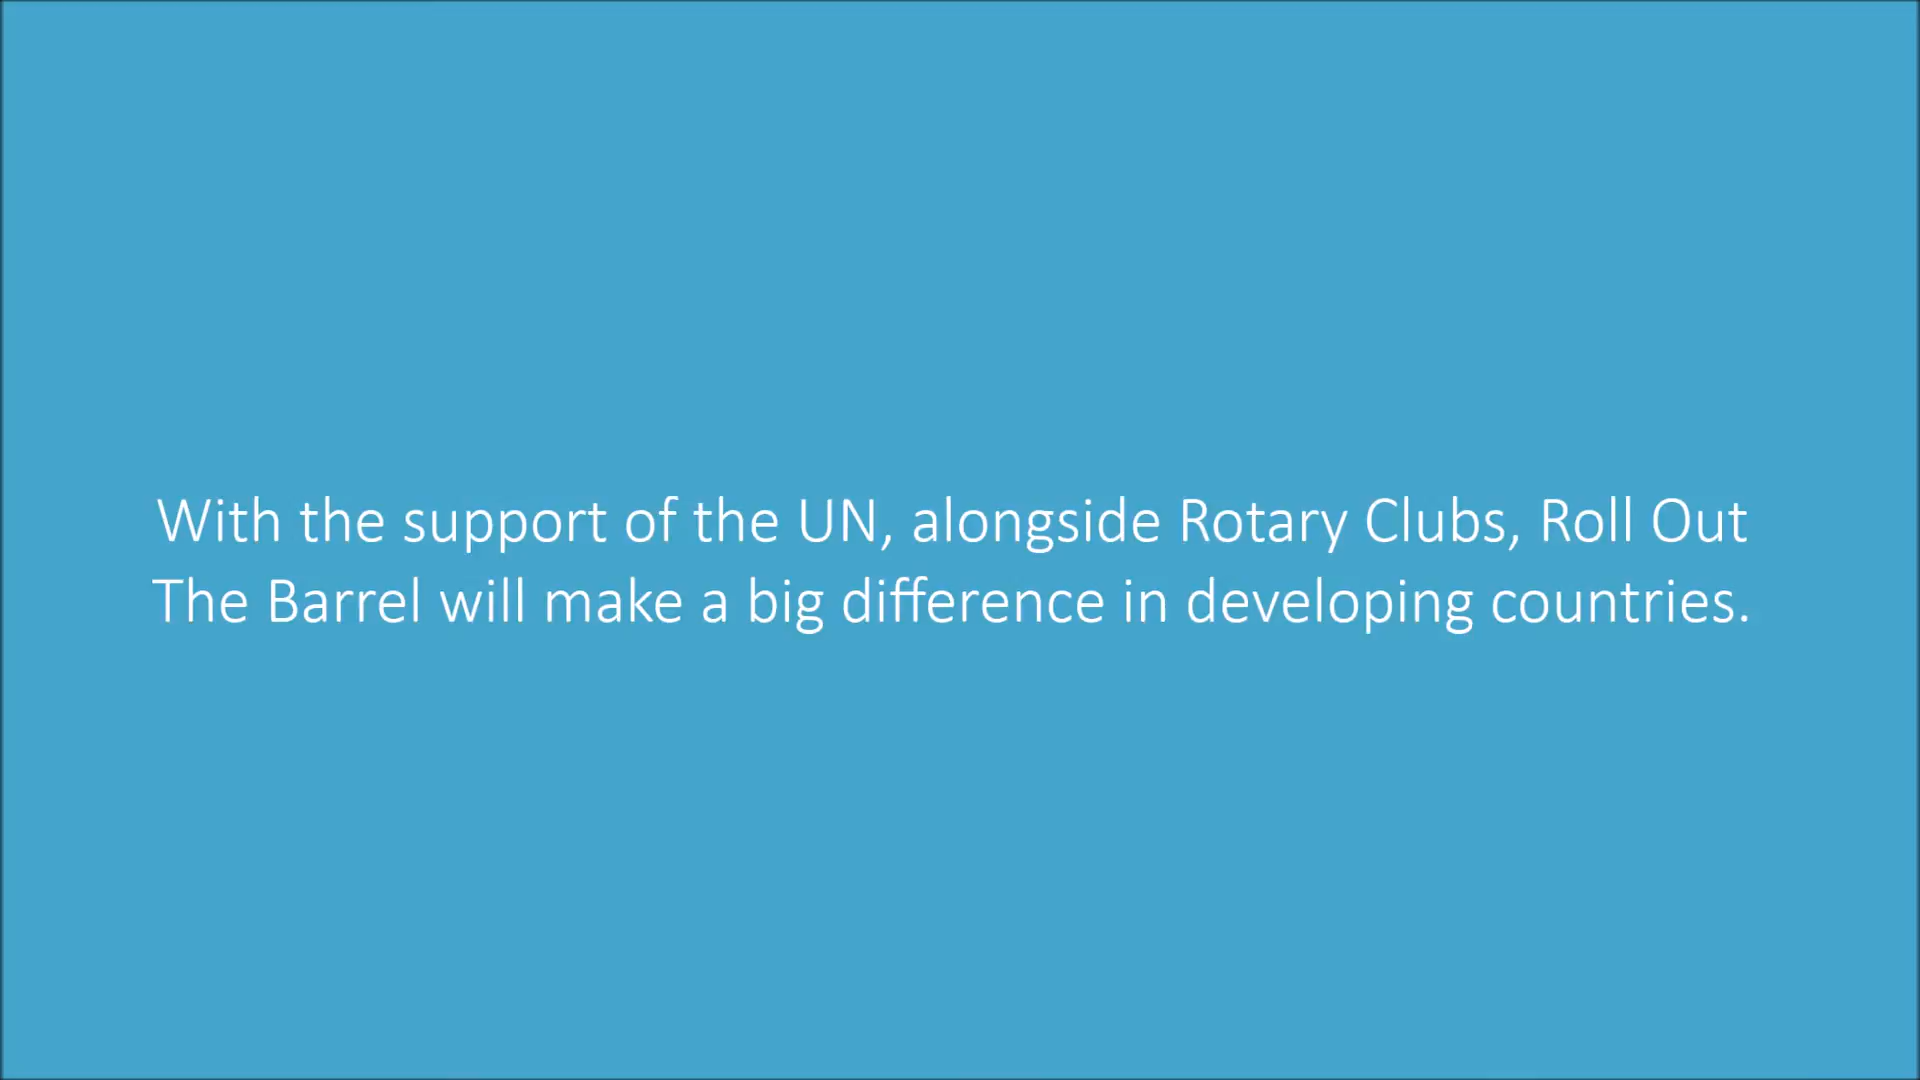 With the support of the UN, alongside Rotary Clubs, Roll Out
The Barrel will make a big difference in developing countries.